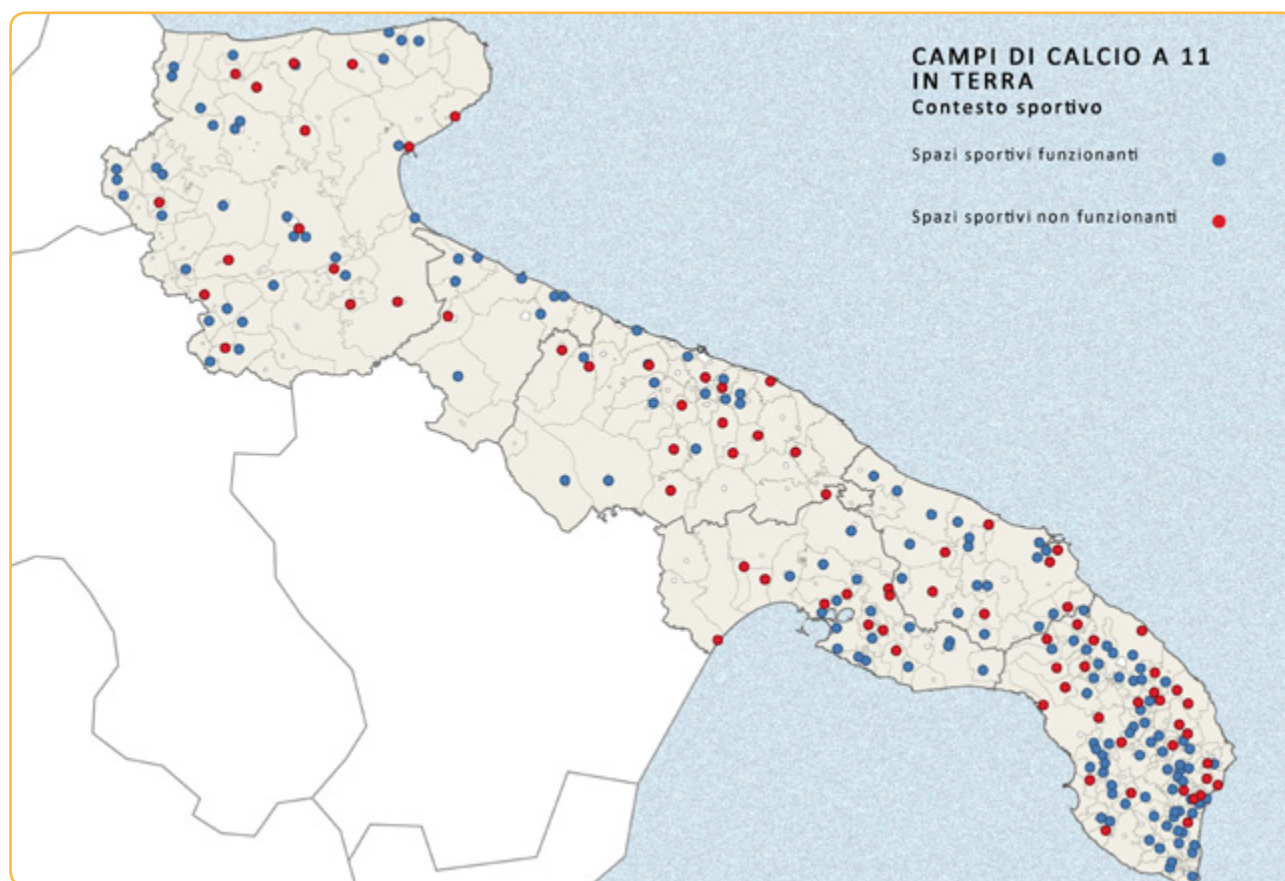 CAMPI DI CALCIO A 11
IN TERRA
Contesto sportivo
Spazi sportivi funzionanti
Spazi sportivi non funzionanti